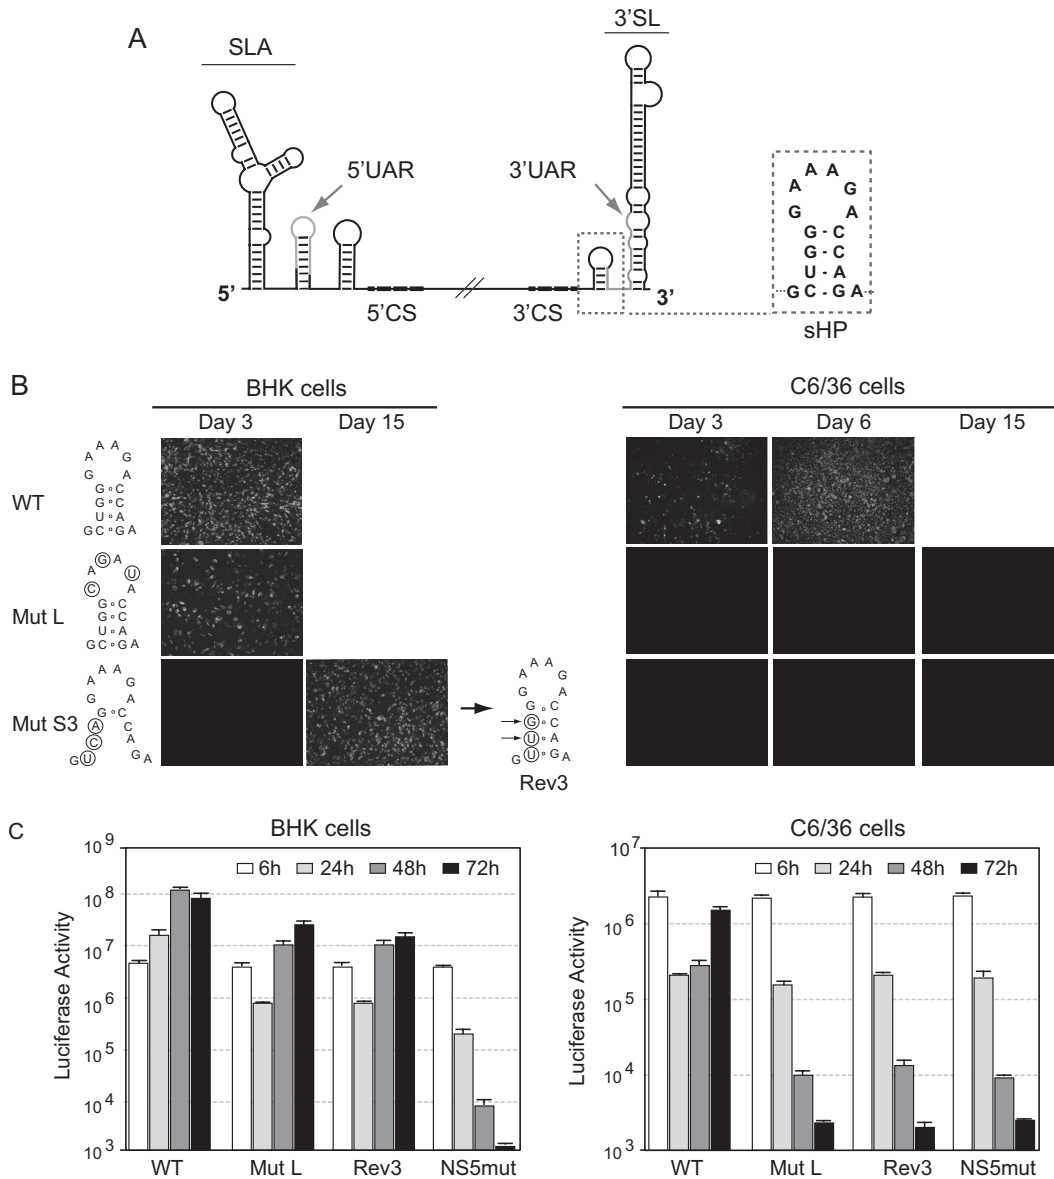 A
SLA
3'SL
5'UAR
3'UAR
5'
5'CS
3'CS
3'
A A
A G
G A
G - C
G - C
U - A
G C - G A
sHP
B
BHK cells
C6/36 cells
Day 3
Day 15
Day 3
Day 6
Day 15
WT
A A
A G
G A
G C
G C
U A
G C G A
Mut L
G A
A U
C A
G C
G C
U A
G C G A
Mut S3
A A
A G
G A
G C
A C
C A
G U G A
A A
A G
G A
G C
G C
U A
G U G A
Rev3
C
BHK cells
6h 24h 48h 72h
Luciferase Activity
10 9
10 8
10 7
10 6
10 5
10 4
10 3
WT Mut L Rev3 NS5mut
C6/36 cells
6h 24h 48h 72h
Luciferase Activity
10 7
10 6
10 5
10 4
10 3
WT Mut L Rev3 NS5mut